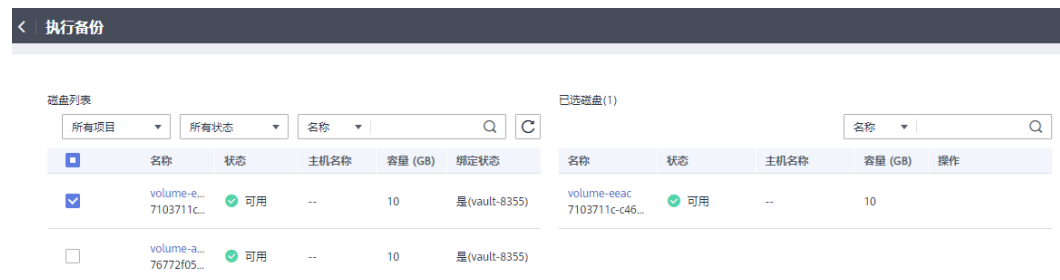 执行备份
磁盘列表
所有项目 所有状态 名称
名称 状态 主机名称 容量 (GB) 绑定状态
volume-e... 可用 -- 10 是(vault-8355)
7103711c...
volume-a... 可用 -- 10 是(vault-8355)
76772f05...
已选磁盘(1)
名称
名称 状态 主机名称 容量 (GB) 操作
volume-eeac 可用 -- 10
7103711c-c46...